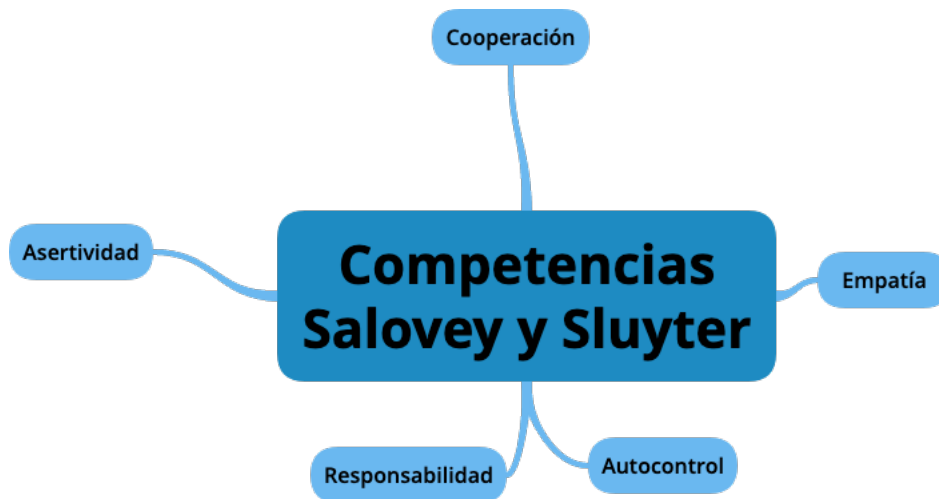 Cooperación
Asertividad
Competencias
Salovey y Sluyter
Empatía
Responsabilidad
Autocontrol